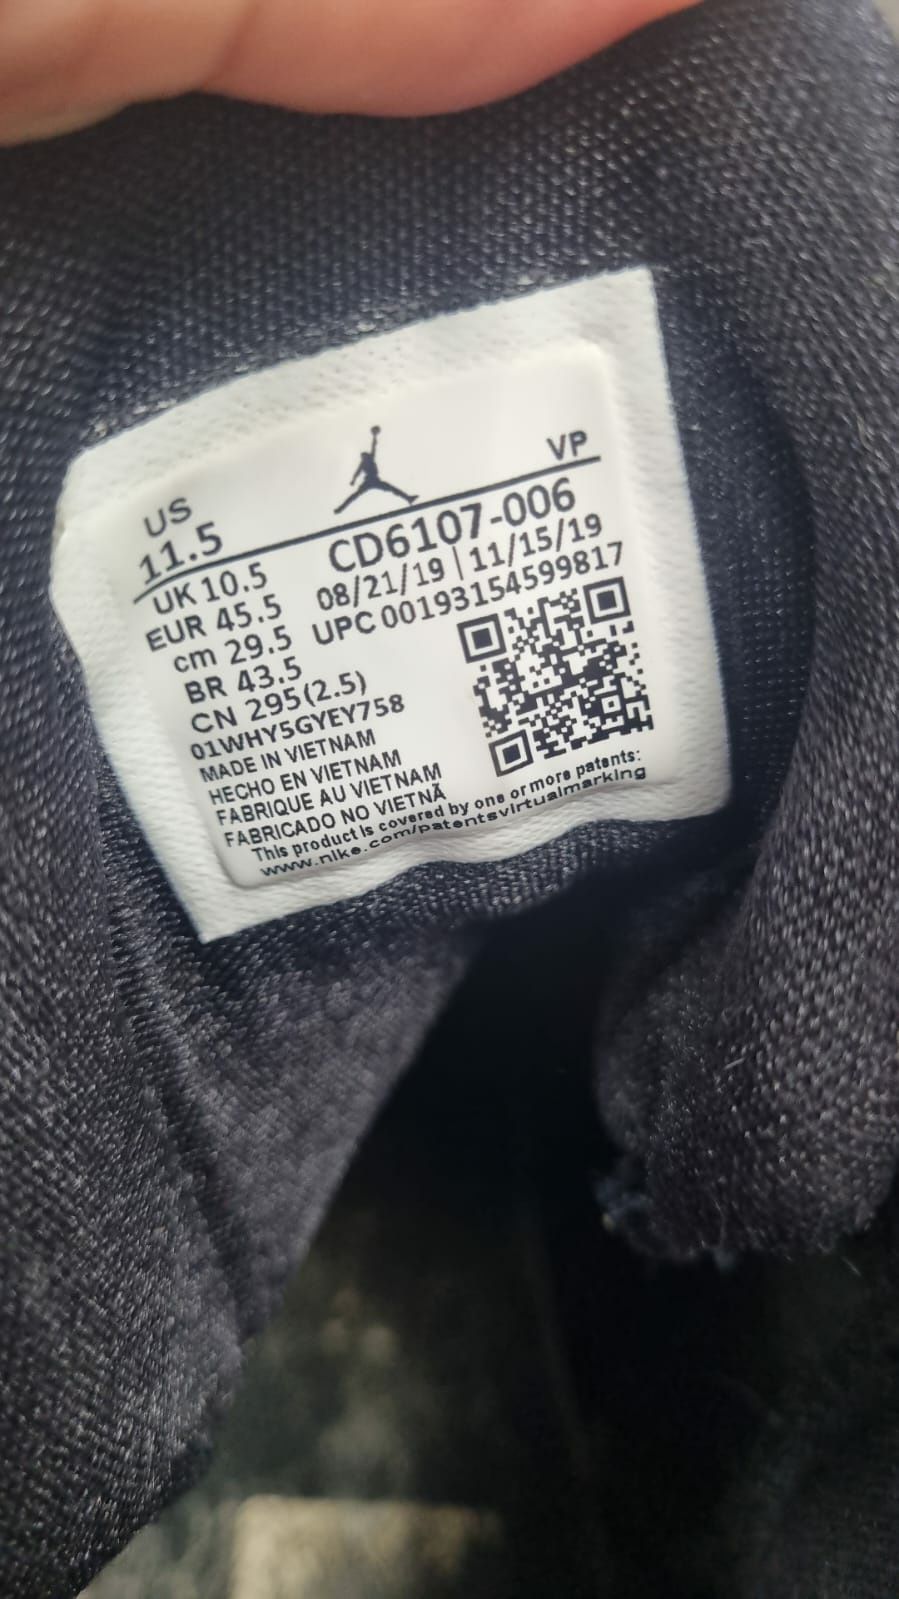 US
11.5
VP
CD6107-006
08/21/19 | 11/15/19
UPC 00193154599817
UK 10.5
EUR 45.5
cm 29.5
BR 43.5
CN 295(2.5)
01WHY5GYEY758
MADE IN VIETNAM
HECHO EN VIETNAM
FABRIQUE AU VIETNAM
FABRICADO NO VIETNÃ
This product is covered by one or more patents:
www.nike.com/patentsvirtualmarking